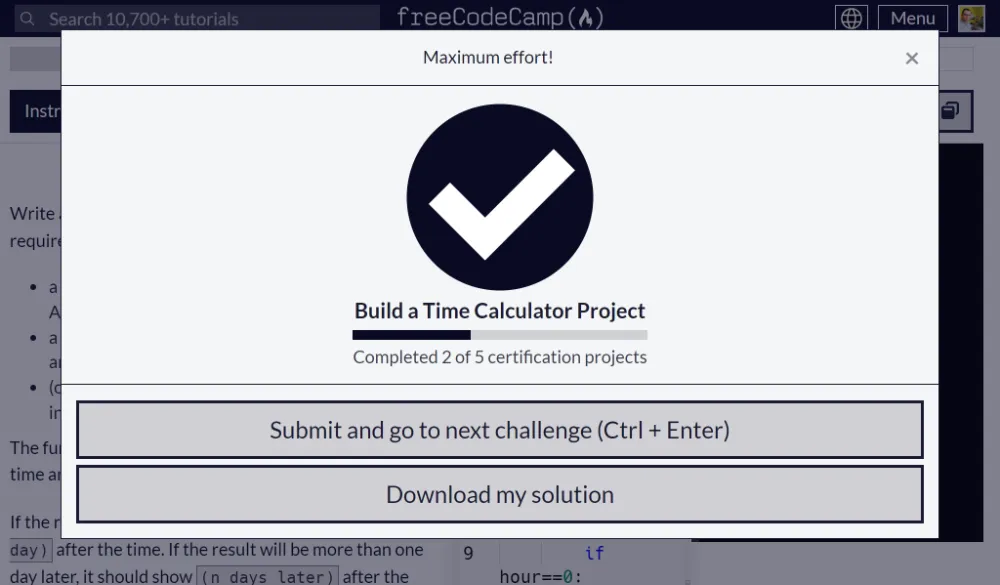 Search 10,700+ tutorials
freeCodeCamp
Menu
Maximum effort!
Instr
Build a Time Calculator Project
Completed 2 of 5 certification projects
Submit and go to next challenge (Ctrl + Enter)
Download my solution
Write
require
a
A
a
(
in
The fu
time a
If the r
day) after the time. If the result will be more than one
day later, it should show (n days later) after the
9 if
hour==0: